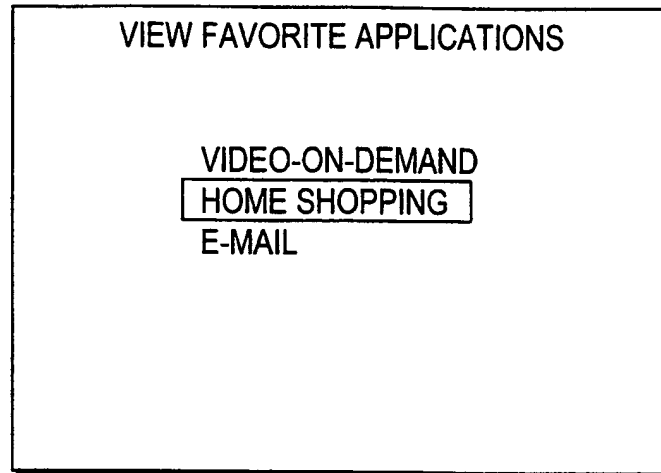 VIEW FAVORITE APPLICATIONS
VIDEO-ON-DEMAND
HOME SHOPPING
E-MAIL